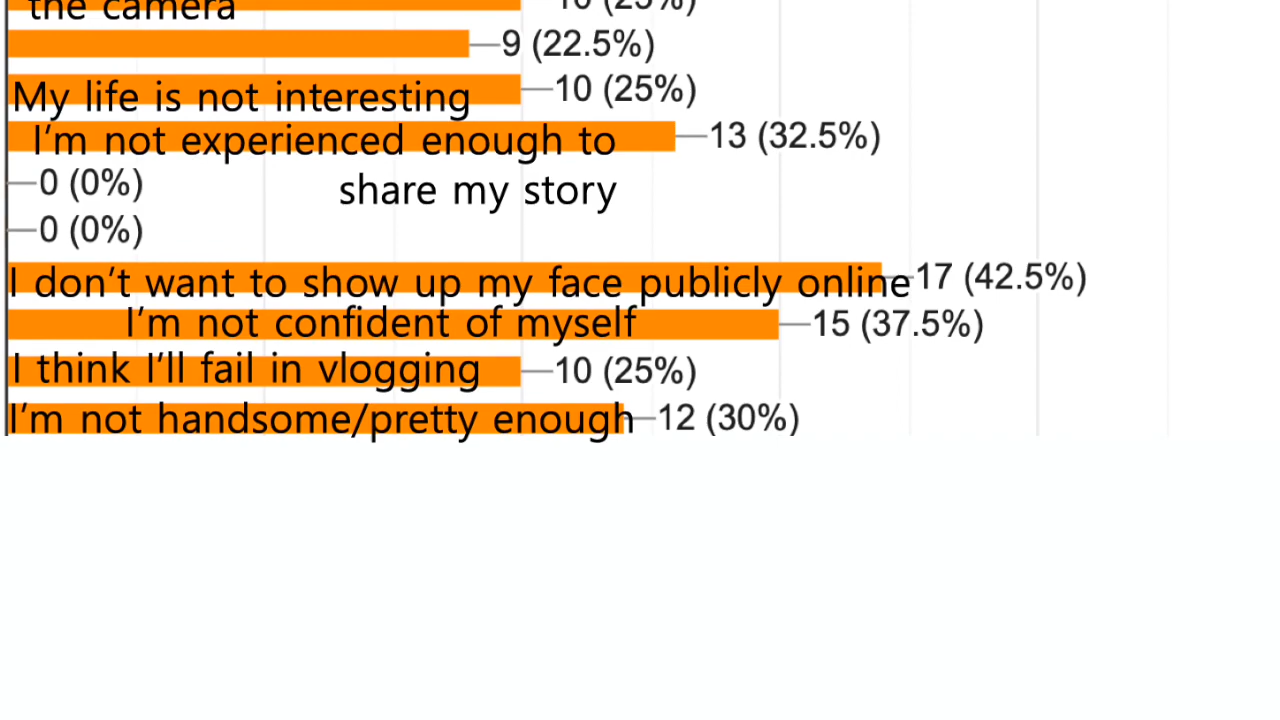 the camera
10 (25%)
9 (22.5%)
My life is not interesting 10 (25%)
I'm not experienced enough to 13 (32.5%)
0 (0%) share my story
0 (0%)
I don't want to show up my face publicly online 17 (42.5%)
I'm not confident of myself 15 (37.5%)
I think I'll fail in vlogging 10 (25%)
I'm not handsome/pretty enough 12 (30%)